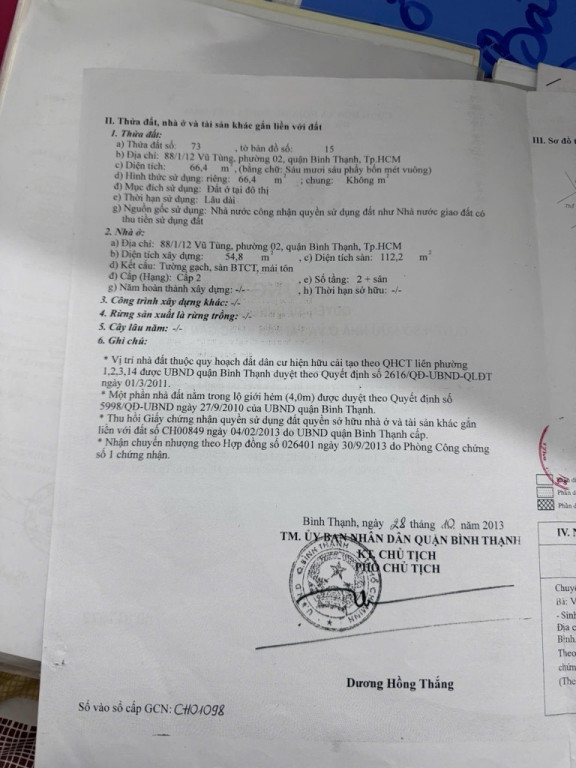 II. Thửa đất, nhà ở và tài sản khác gắn liền với đất
1. Thửa đất:
a) Thửa đất số: 73 , tờ bản đồ số: 15
b) Địa chỉ: 88/1/12 Vũ Tùng, phường 02, quận Bình Thạnh, Tp.HCM
c) Diện tích: 66,4 m², (bằng chữ: Sáu mươi sáu phẩy bốn mét vuông)
d) Hình thức sử dụng: riêng: 66,4 m² ; chung: Không m²
đ) Mục đích sử dụng: Đất ở tại đô thị
e) Thời hạn sử dụng: Lâu dài
g) Nguồn gốc sử dụng: Nhà nước công nhận quyền sử dụng đất như Nhà nước giao đất có
thu tiền sử dụng đất
2. Nhà ở:
a) Địa chỉ: 88/1/12 Vũ Tùng, phường 02, quận Bình Thạnh, Tp.HCM
b) Diện tích xây dựng: 54,8 m² , c) Diện tích sàn: 112,2 m²
d) Kết cấu: Tường gạch, sàn BTCT, mái tôn
đ) Cấp (Hạng): Cấp 2 , e) Số tầng: 2 + sân
g) Năm hoàn thành xây dựng: -/- , h) Thời hạn sở hữu: -/-
3. Công trình xây dựng khác: -/-
4. Rừng sản xuất là rừng trồng: -/-
5. Cây lâu năm: -/-
6. Ghi chú:
* Vị trí nhà đất thuộc quy hoạch đất dân cư hiện hữu cải tạo theo QHCT liên phường
1,2,3,14 được UBND quận Bình Thạnh duyệt theo Quyết định số 2616/QĐ-UBND-QLĐT
ngày 01/3/2011.
* Một phần nhà đất nằm trong lộ giới hẻm (4,0m) được duyệt theo Quyết định số
5998/QĐ-UBND ngày 27/9/2010 của UBND quận Bình Thạnh.
* Thu hồi Giấy chứng nhận quyền sử dụng đất quyền sở hữu nhà ở và tài sản khác gắn
liền với đất số CH00849 ngày 04/02/2013 do UBND quận Bình Thạnh cấp.
* Nhận chuyển nhượng theo Hợp đồng số 026401 ngày 30/9/2013 do Phòng Công chứng
số 1 chứng nhận.
Bình Thạnh, ngày 28 tháng 10 năm 2013
TM. ỦY BAN NHÂN DÂN QUẬN BÌNH THẠNH
KT. CHỦ TỊCH
PHÓ CHỦ TỊCH
Dương Hồng Thắng
Số vào sổ cấp GCN: CH01098
III. Sơ đồ
Phần
Phần
IV.
Chuyể
Bà: V
- Sinh
Địa c
Bình
Theo
chứn
(The